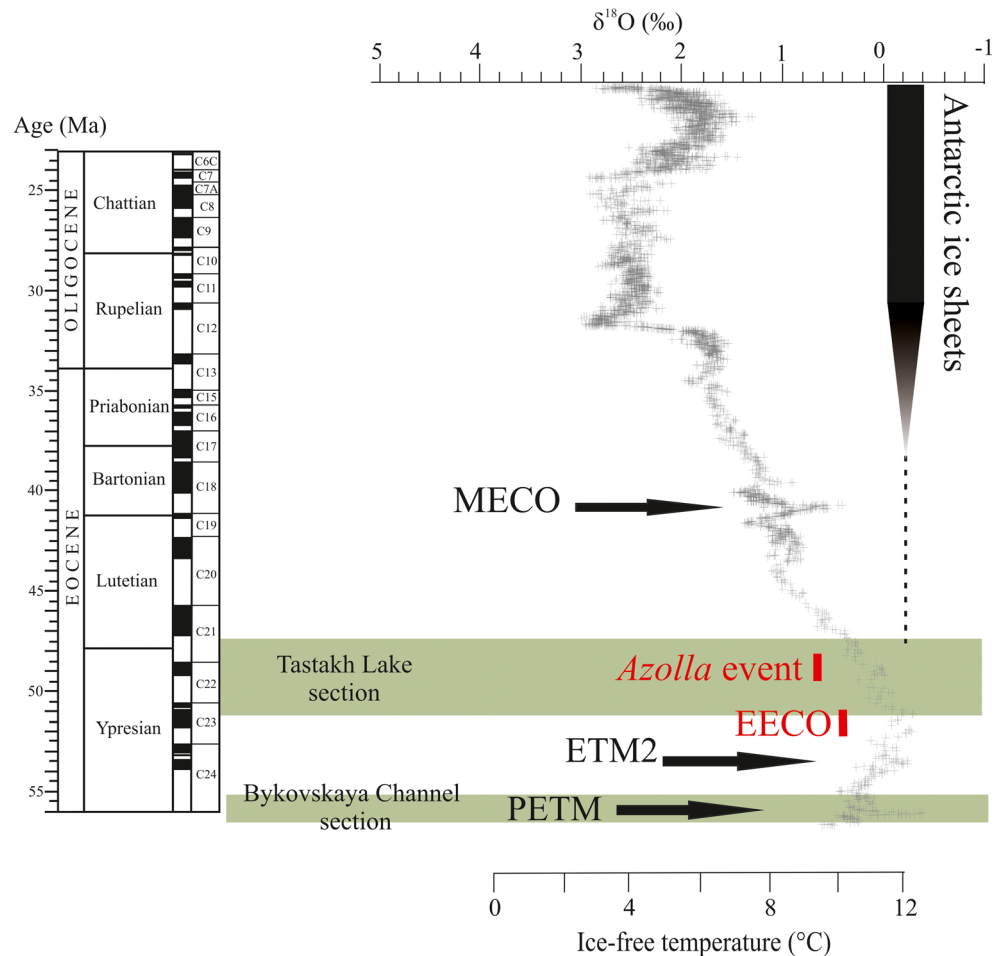 δ¹⁸O (‰)
5 4 3 2 1 0 -1
Age (Ma)
Antarctic ice sheets
OLIGOCENE
EOCENE
Chattian
Rupelian
Priabonian
Bartonian
Lutetian
Ypresian
25
30
35
40
45
50
55
C6C
C7
C7A
C8
C9
C10
C11
C12
C13
C15
C16
C17
C18
C19
C20
C21
C22
C23
C24
MECO
Tastakh Lake
section
Azolla event
EECO
ETM2
Bykovskaya Channel
section
PETM
0 4 8 12
Ice-free temperature (°C)